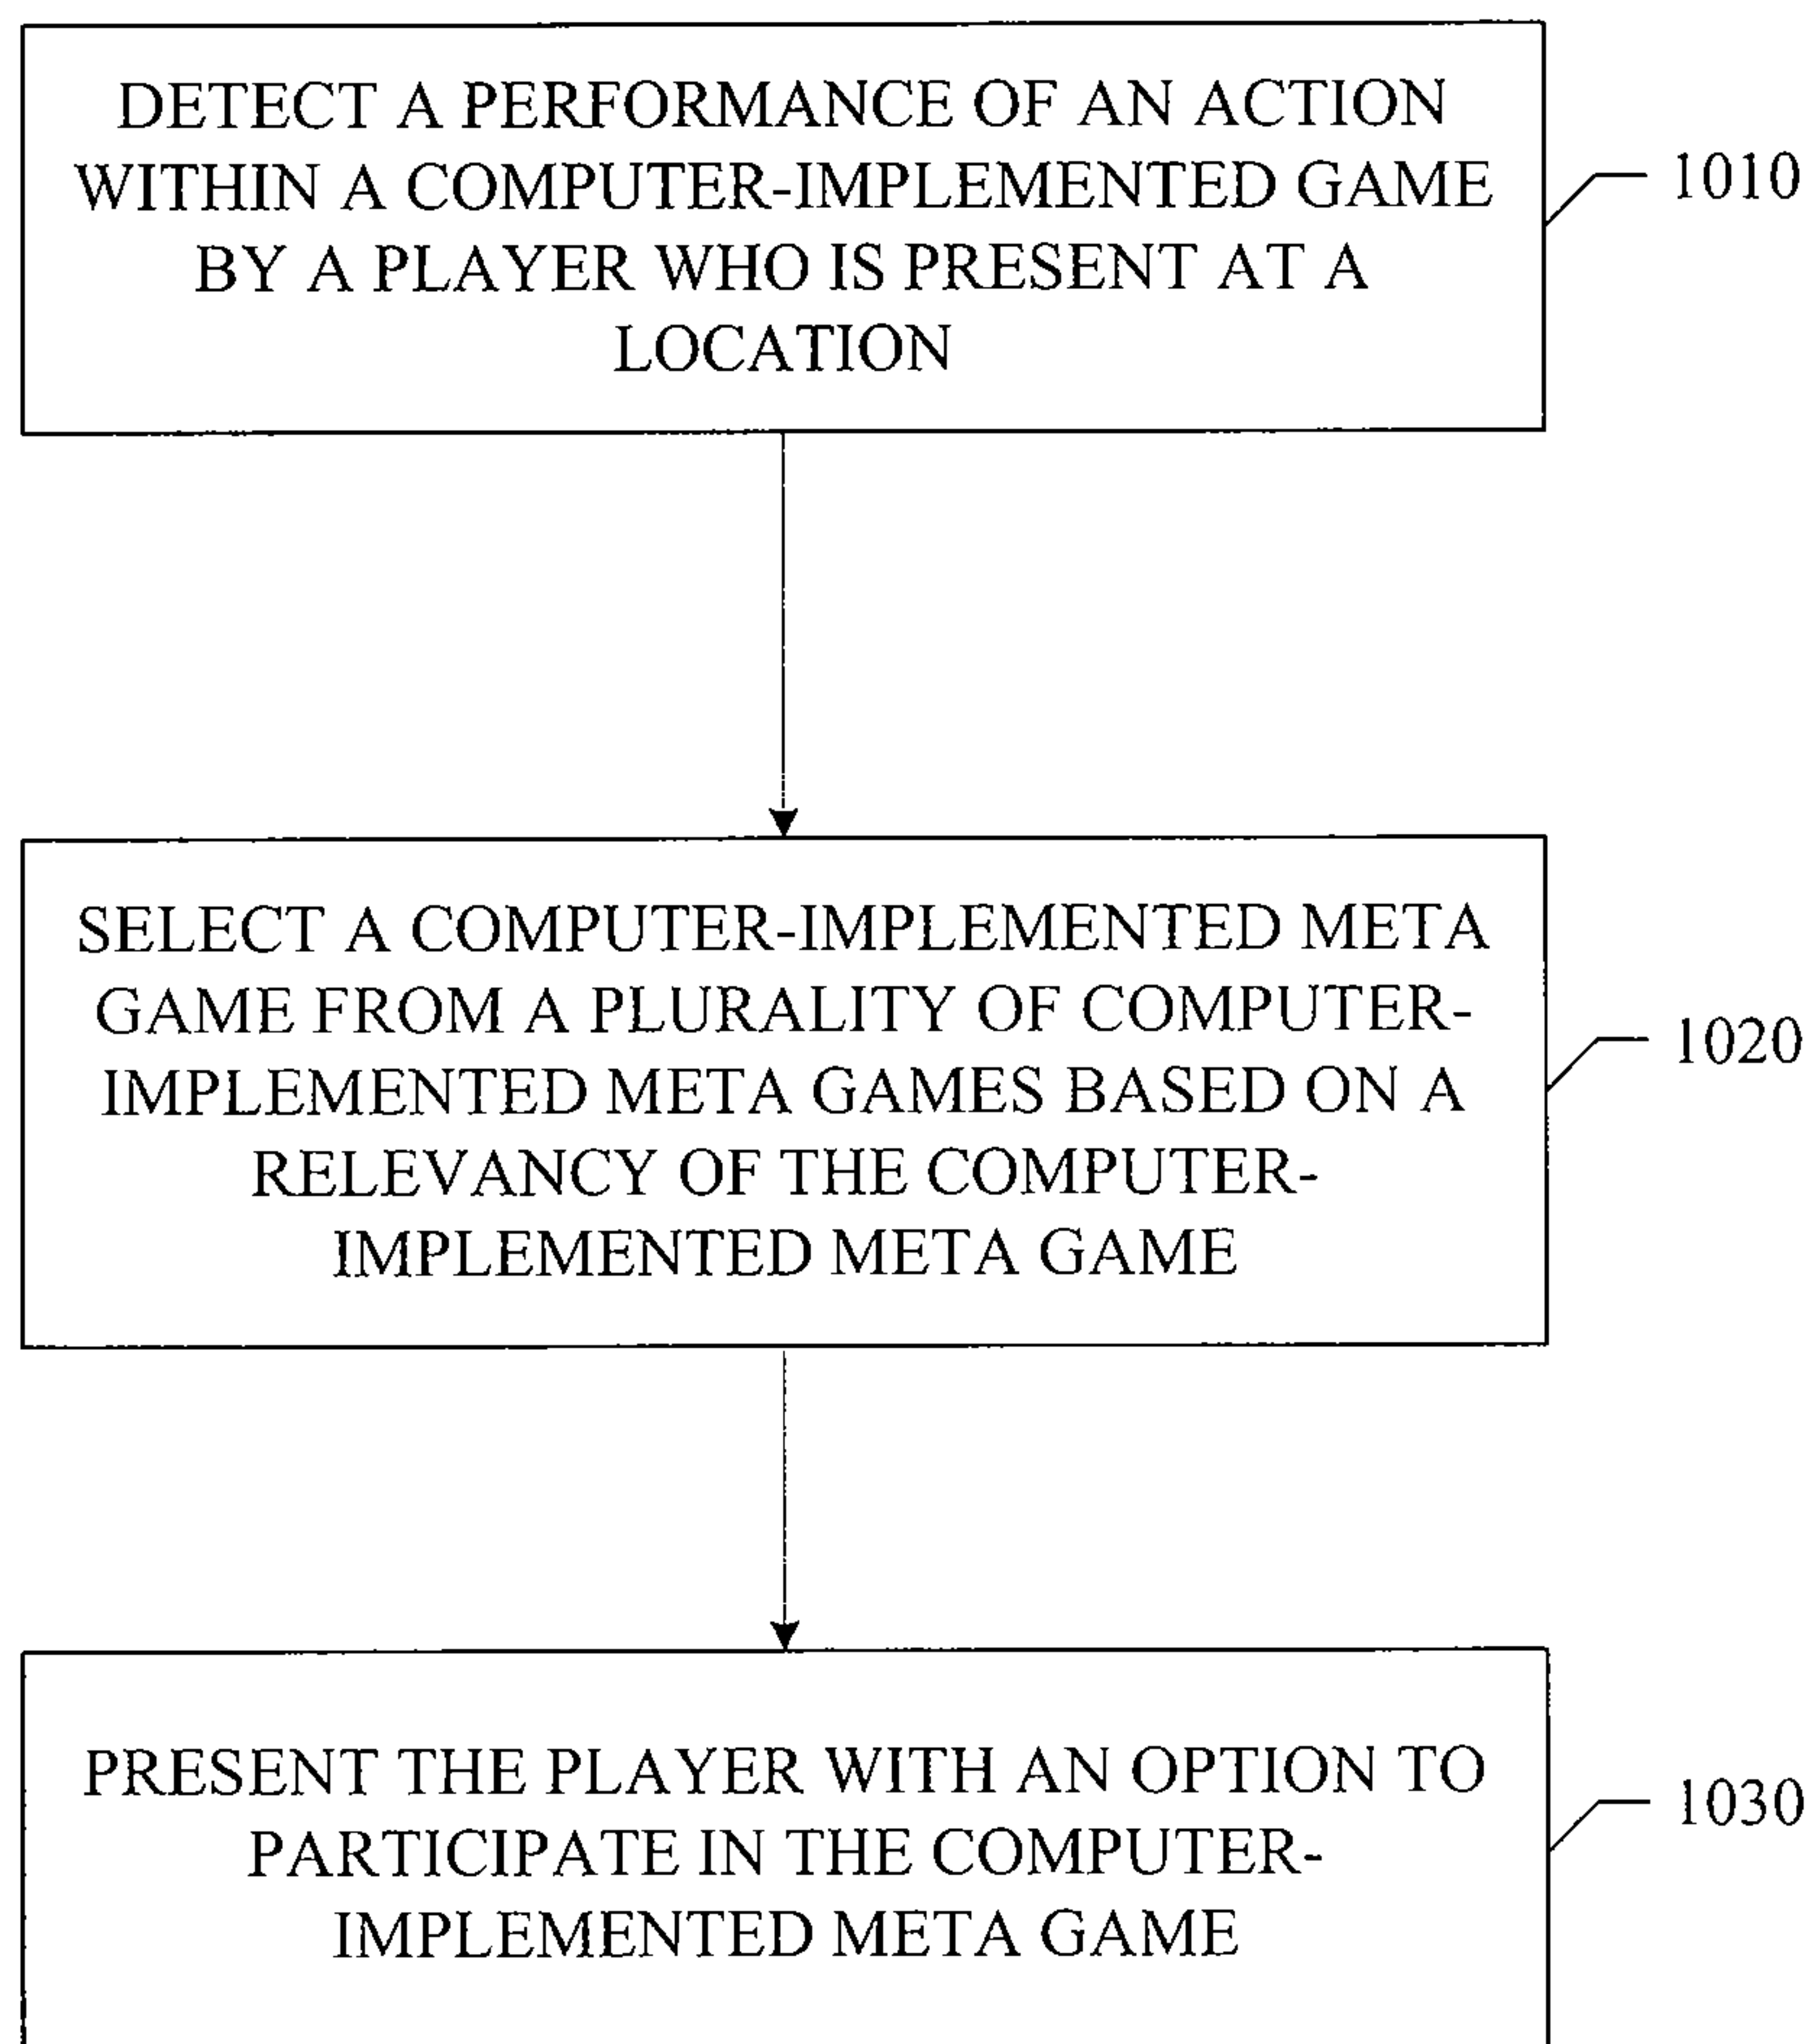 DETECT A PERFORMANCE OF AN ACTION
WITHIN A COMPUTER-IMPLEMENTED GAME
BY A PLAYER WHO IS PRESENT AT A
LOCATION
1010
SELECT A COMPUTER-IMPLEMENTED META
GAME FROM A PLURALITY OF COMPUTER-
IMPLEMENTED META GAMES BASED ON A
RELEVANCY OF THE COMPUTER-
IMPLEMENTED META GAME
1020
PRESENT THE PLAYER WITH AN OPTION TO
PARTICIPATE IN THE COMPUTER-
IMPLEMENTED META GAME
1030